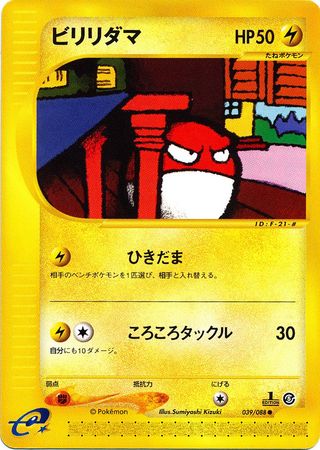 ビリリダマ HP50
たねポケモン
ID:F-21-#
ひきだま
相手のベンチポケモンを1匹選び、相手と入れ替える。
ころころタックル 30
自分にも10ダメージ。
弱点 抵抗力 にげる
1
EDITION
e
© Pokémon Illus.Sumiyoshi Kizuki 039/088 ●